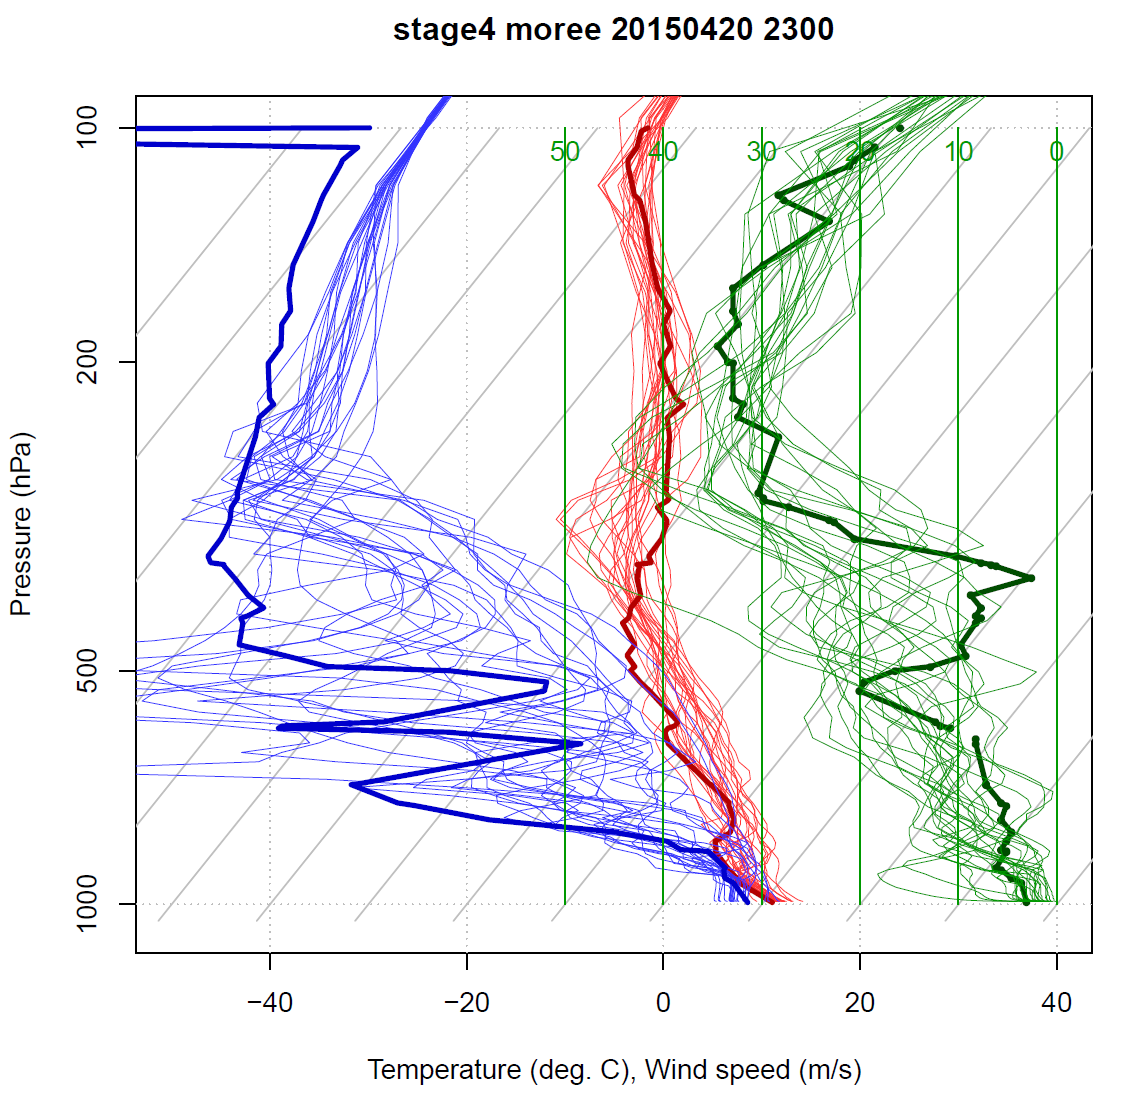 stage4 moree 20150420 2300
100
50 40 30 20 10 0
200
Pressure (hPa)
500
1000
−40 −20 0 20 40
Temperature (deg. C), Wind speed (m/s)